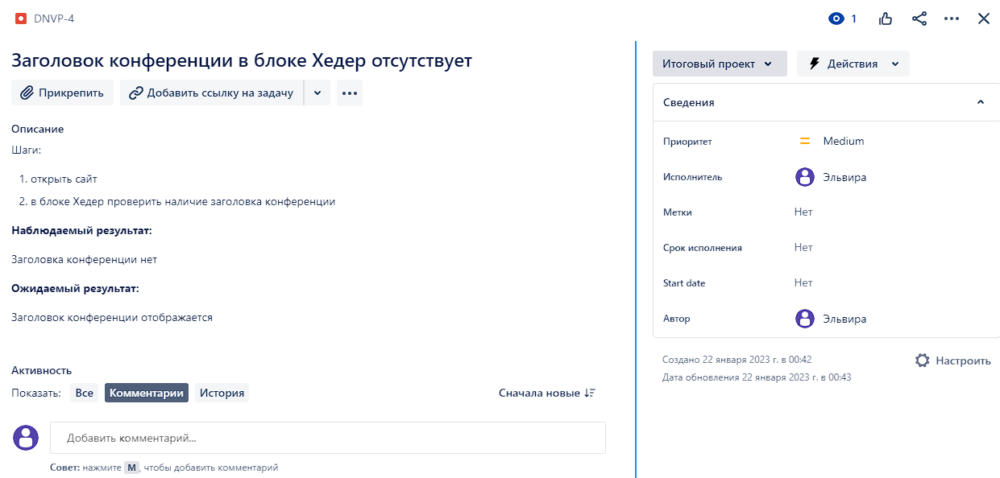 DNVP-4
1
Заголовок конференции в блоке Хедер отсутствует
Прикрепить
Добавить ссылку на задачу
Описание
Шаги:
1. открыть сайт
2. в блоке Хедер проверить наличие заголовка конференции
Наблюдаемый результат:
Заголовка конференции нет
Ожидаемый результат:
Заголовок конференции отображается
Активность
Показать: Все Комментарии История
Сначала новые
Добавить комментарий...
Совет: нажмите M, чтобы добавить комментарий
Итоговый проект
Действия
Сведения
Приоритет Medium
Исполнитель Эльвира
Метки Нет
Срок исполнения Нет
Start date Нет
Автор Эльвира
Создано 22 января 2023 г. в 00:42
Дата обновления 22 января 2023 г. в 00:43
Настроить